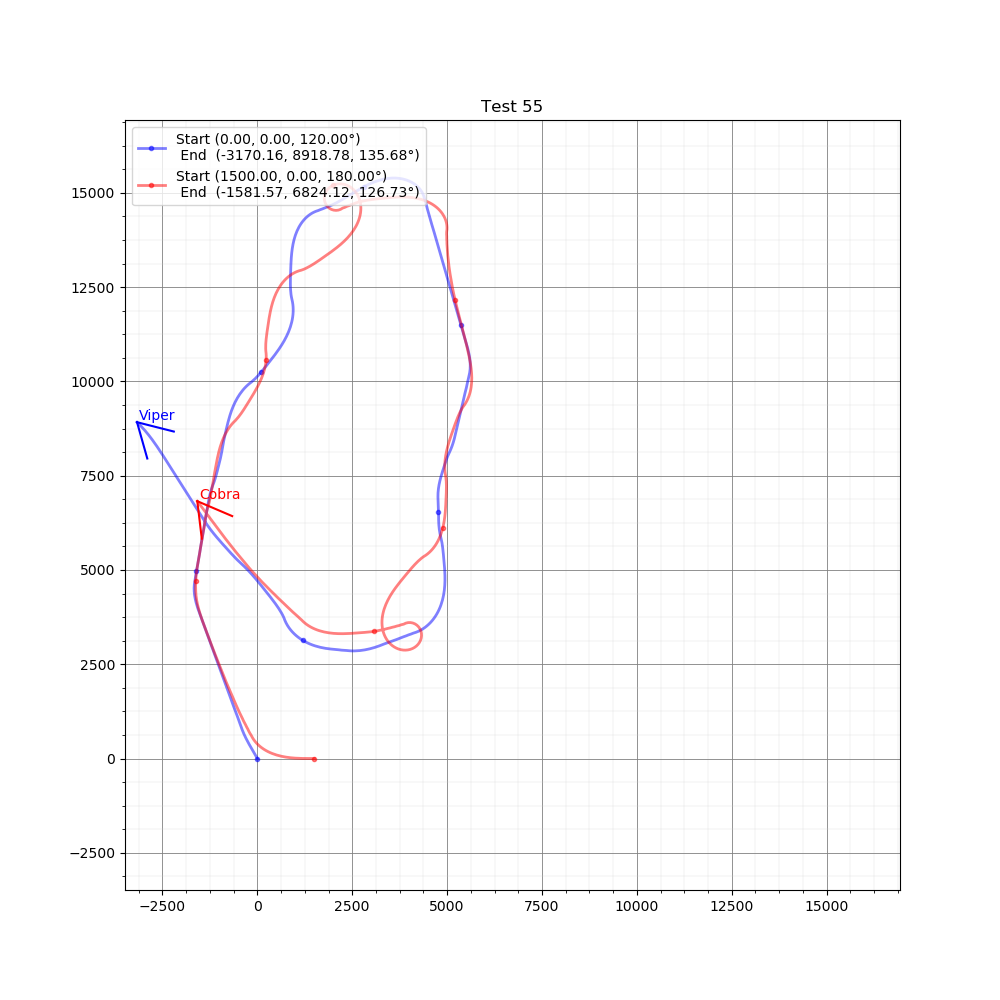 Test 55
Start (0.00, 0.00, 120.00°)
End (-3170.16, 8918.78, 135.68°)
Start (1500.00, 0.00, 180.00°)
End (-1581.57, 6824.12, 126.73°)
15000
12500
10000
Viper
7500
Cobra
5000
2500
0
−2500
−2500 0 2500 5000 7500 10000 12500 15000